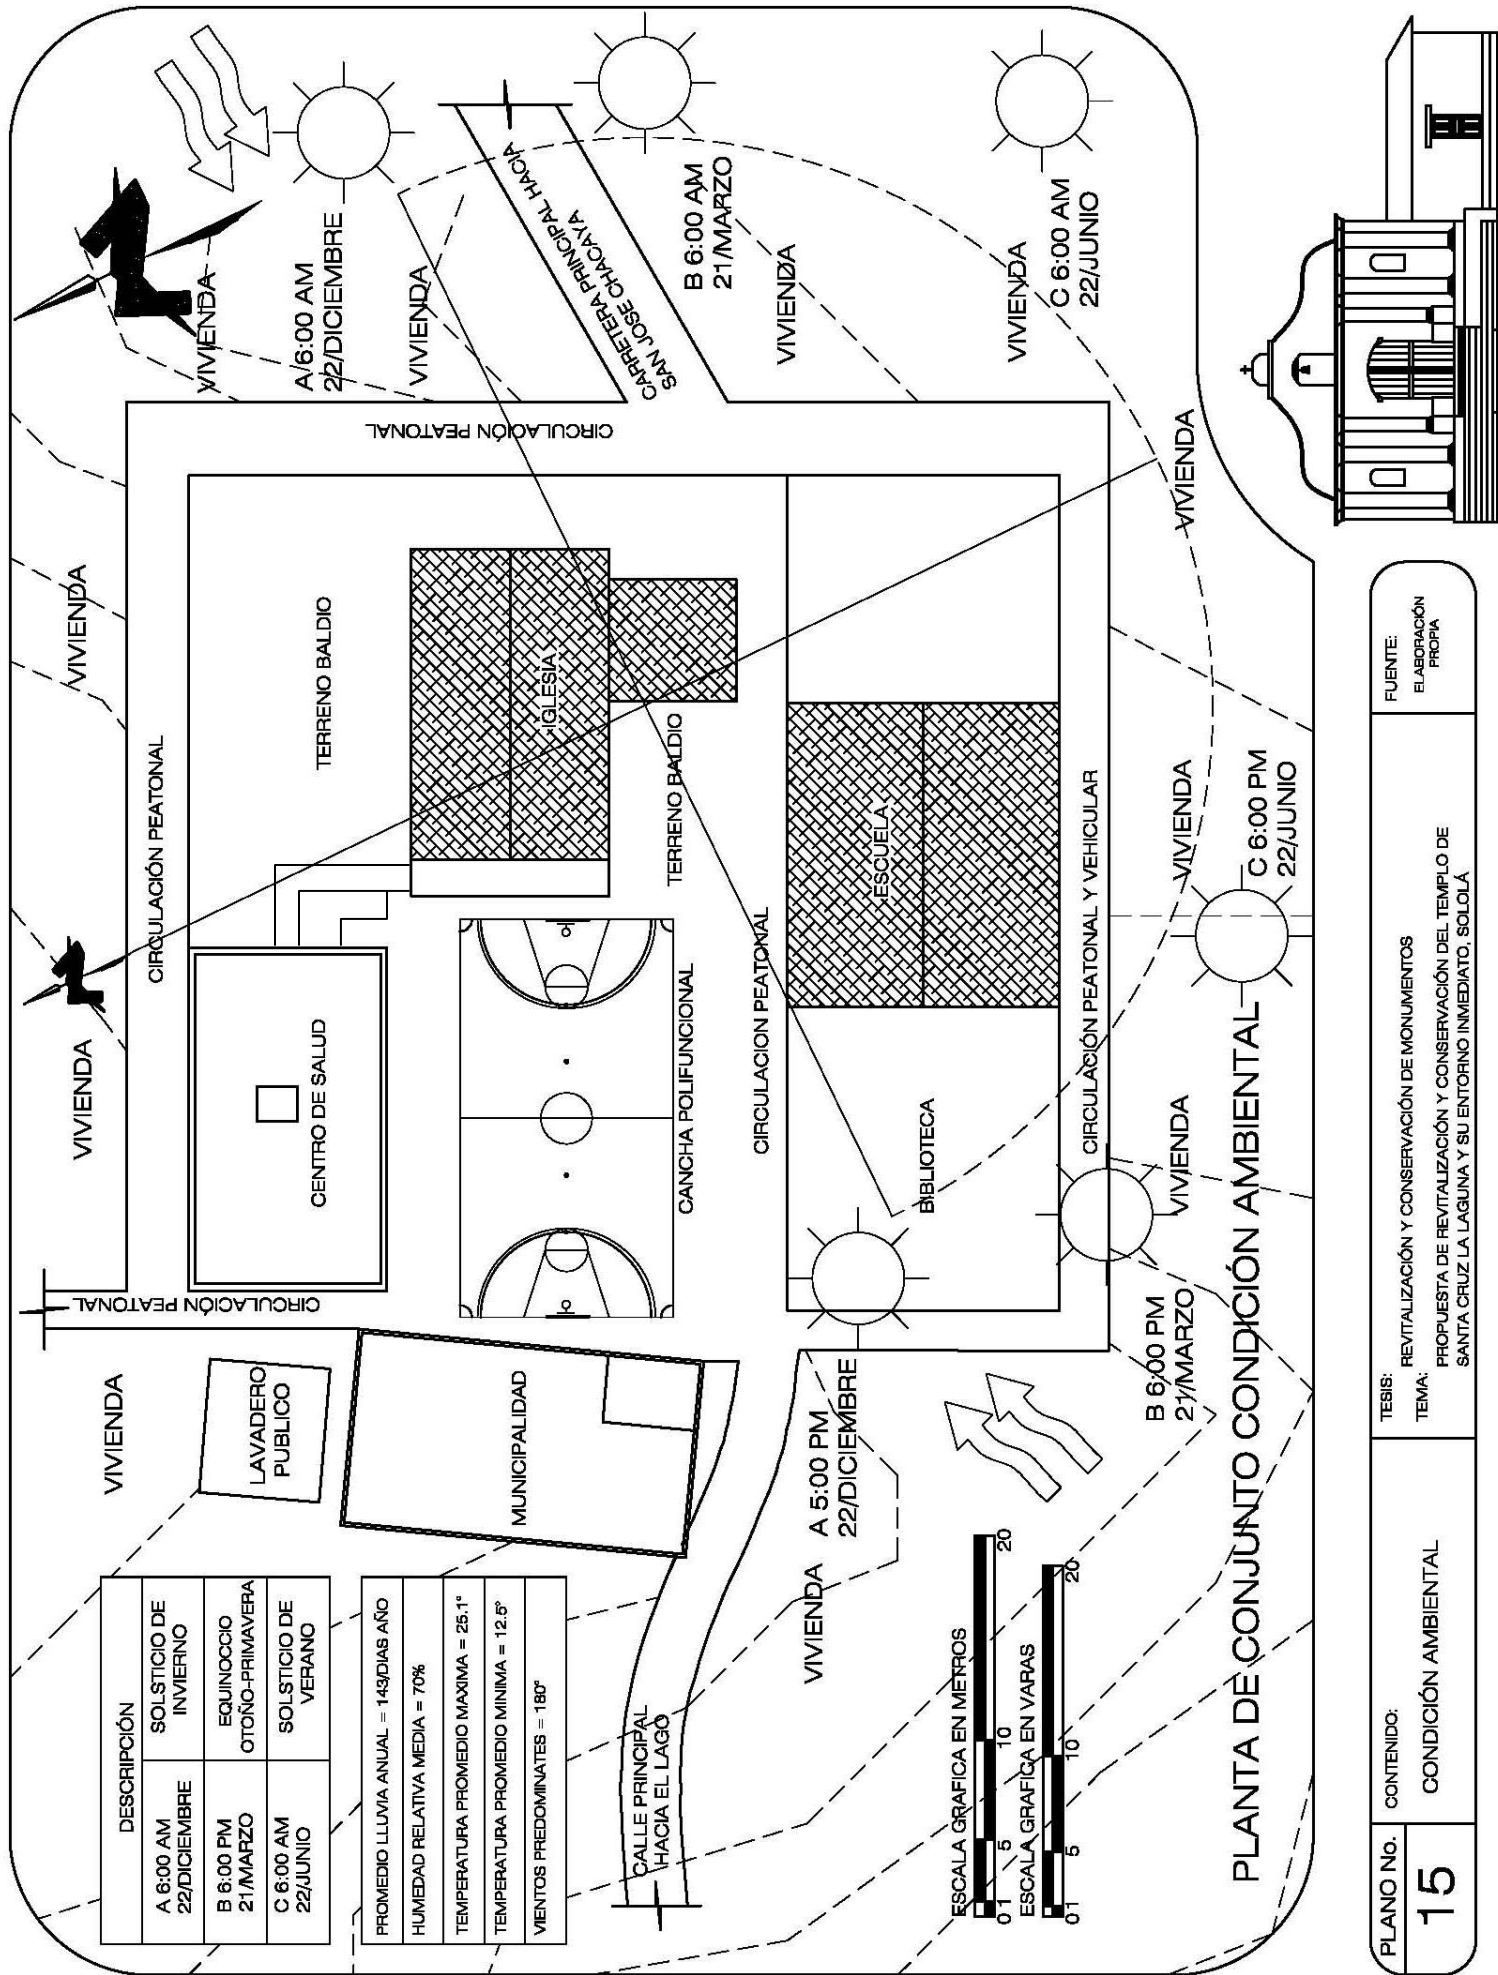 DESCRIPCIÓN
A 6:00 AM
22/DICIEMBRE
SOLSTICIO DE
INVIERNO
B 6:00 PM
21/MARZO
EQUINOCCIO
OTOÑO-PRIMAVERA
C 6:00 AM
22/JUNIO
SOLSTICIO DE
VERANO
PROMEDIO LLUVIA ANUAL = 143/DIAS AÑO
HUMEDAD RELATIVA MEDIA = 70%
TEMPERATURA PROMEDIO MAXIMA = 25.1°
TEMPERATURA PROMEDIO MINIMA = 12.5°
VIENTOS PREDOMINATES = 180°
VIVIENDA
VIVIENDA
VIVIENDA
VIVIENDA
LAVADERO
PUBLICO
CIRCULACIÓN PEATONAL
CIRCULACIÓN PEATONAL
CENTRO DE SALUD
TERRENO BALDIO
A 6:00 AM
22/DICIEMBRE
VIVIENDA
CIRCULACIÓN PEATONAL
MUNICIPALIDAD
IGLESIA
CARRETERA PRINCIPAL HACIA
SAN JOSE CHACAYA
CALLE PRINCIPAL
HACIA EL LAGO
CANCHA POLIFUNCIONAL
TERRENO BALDIO
B 6:00 AM
21/MARZO
CIRCULACION PEATONAL
VIVIENDA
VIVIENDA
A 5:00 PM
22/DICIEMBRE
ESCUELA
BIBLIOTECA
VIVIENDA
C 6:00 AM
22/JUNIO
ESCALA GRAFICA EN METROS
0 1 5 10 20
ESCALA GRAFICA EN VARAS
0 1 5 10 20
CIRCULACIÓN PEATONAL Y VEHICULAR
B 6:00 PM
21/MARZO
VIVIENDA
VIVIENDA
VIVIENDA
C 6:00 PM
22/JUNIO
PLANTA DE CONJUNTO CONDICIÓN AMBIENTAL
PLANO No.
15
CONTENIDO:
CONDICIÓN AMBIENTAL
TESIS:
REVITALIZACIÓN Y CONSERVACIÓN DE MONUMENTOS
TEMA:
PROPUESTA DE REVITALIZACIÓN Y CONSERVACIÓN DEL TEMPLO DE
SANTA CRUZ LA LAGUNA Y SU ENTORNO INMEDIATO, SOLOLÁ
FUENTE:
ELABORACIÓN
PROPIA